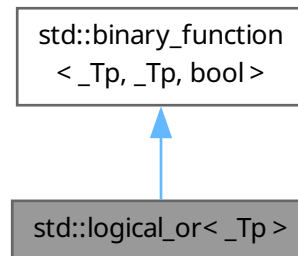 std::binary_function
< _Tp, _Tp, bool >
std::logical_or< _Tp >